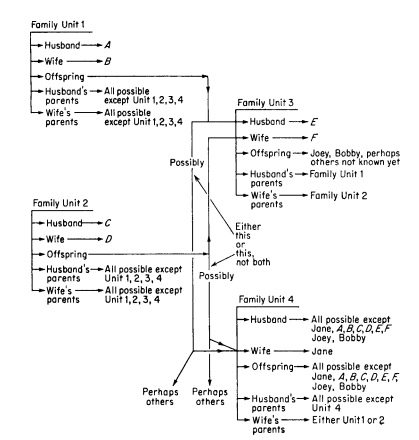 Family Unit 1
Husband A
Wife B
Offspring
Husband's All possible
parents except Unit 1,2,3,4
Wife's All possible
parents except Unit 1,2,3,4
Family Unit 3
Husband E
Wife F
Offspring Joey, Bobby, perhaps
others not known yet
Husband's Family Unit 1
parents
Wife's Family Unit 2
parents
Possibly
Family Unit 2
Husband C
Wife D
Offspring
Husband's All possible except
parents Unit 1, 2, 3, 4
Wife's All possible except
parents Unit 1, 2, 3, 4
Either
this
or
this,
not both
Possibly
Family Unit 4
Husband All possible except
Jane, A,B,C,D,E,F
Joey, Bobby
Wife Jane
Offspring All possible except
Jane, A,B,C,D,E,F,
Joey, Bobby
Husband's All possible except
parents Unit 4
Wife's Either Unit 1 or 2
parents
Perhaps
others
Perhaps
others